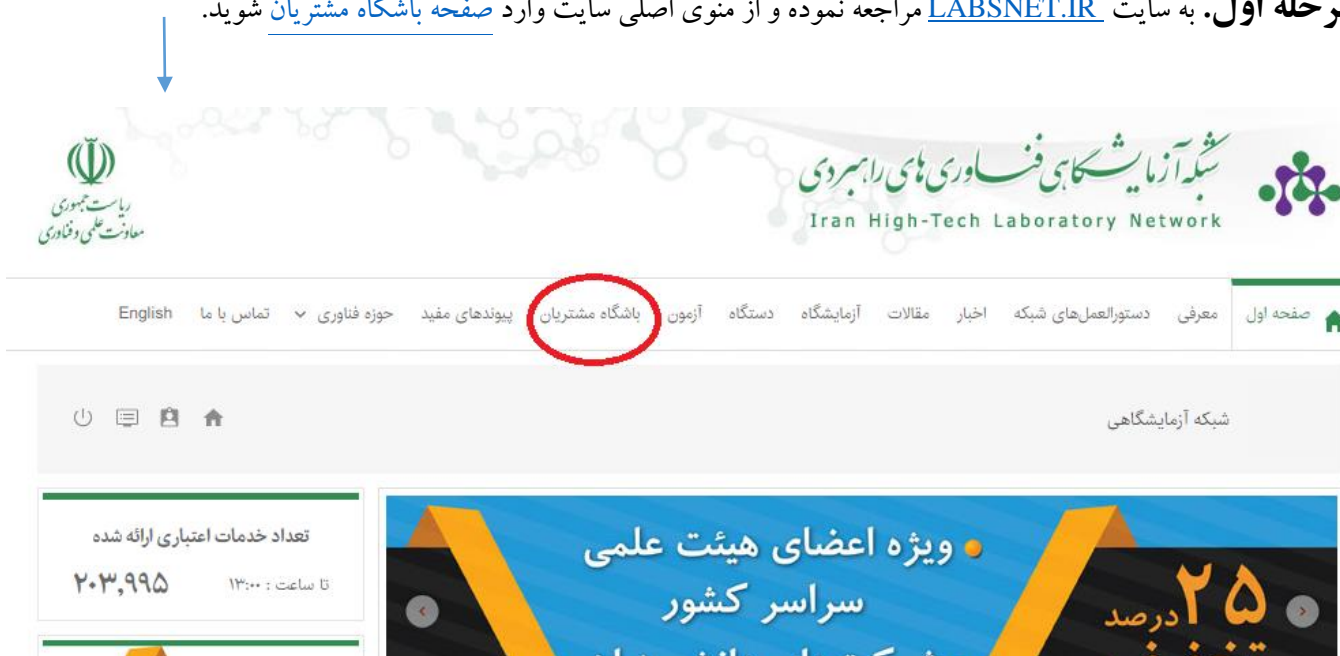 مرحله اول. به سایت LABSNET.IR مراجعه نموده و از منوی اصلی سایت وارد صفحه باشگاه مشتریان شوید.
شبکه آزمایشگاهی فناوری‌های راهبردی
Iran High-Tech Laboratory Network
ریاست جمهوری
معاونت علمی و فناوری
صفحه اول معرفی دستورالعمل‌های شبکه اخبار مقالات آزمایشگاه دستگاه آزمون باشگاه مشتریان پیوندهای مفید حوزه فناوری تماس با ما English
شبکه آزمایشگاهی
تعداد خدمات اعتباری ارائه شده
تا ساعت : ۱۳:۰۰ ۲۰۳,۹۹۵
ویژه اعضای هیئت علمی
سراسر کشور
۲۵ درصد